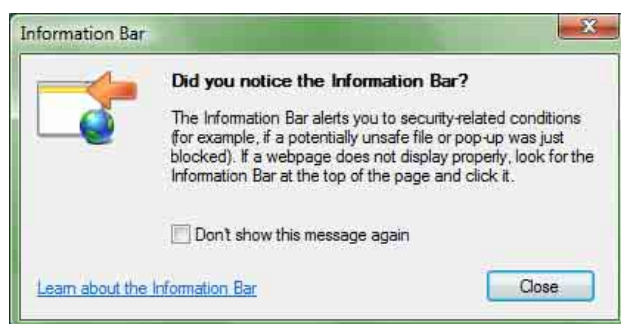 Information Bar
Did you notice the Information Bar?
The Information Bar alerts you to security-related conditions
(for example, if a potentially unsafe file or pop-up was just
blocked). If a webpage does not display properly, look for the
Information Bar at the top of the page and click it.
Don't show this message again
Learn about the Information Bar
Close